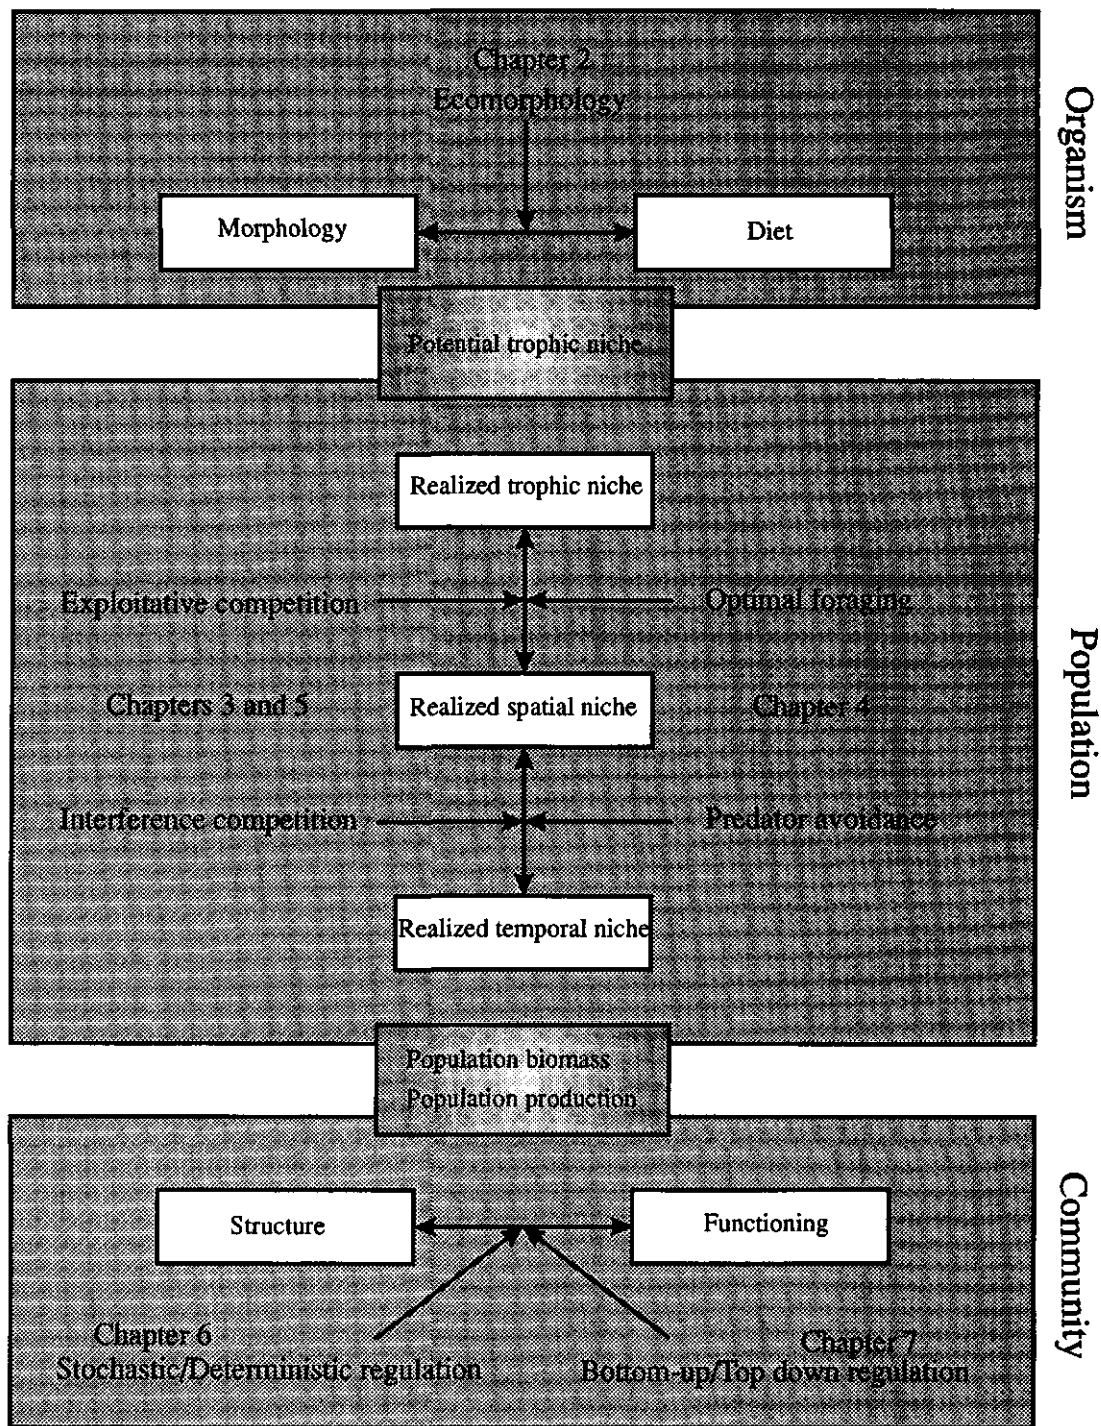 Organism
Chapter 2
Ecomorphology
Morphology
Diet
Potential trophic niche
Population
Realized trophic niche
Exploitative competition
Optimal foraging
Chapters 3 and 5
Realized spatial niche
Chapter 4
Interference competition
Predator avoidance
Realized temporal niche
Population biomass
Population production
Community
Structure
Functioning
Chapter 6
Stochastic/Deterministic regulation
Chapter 7
Bottom-up/Top down regulation